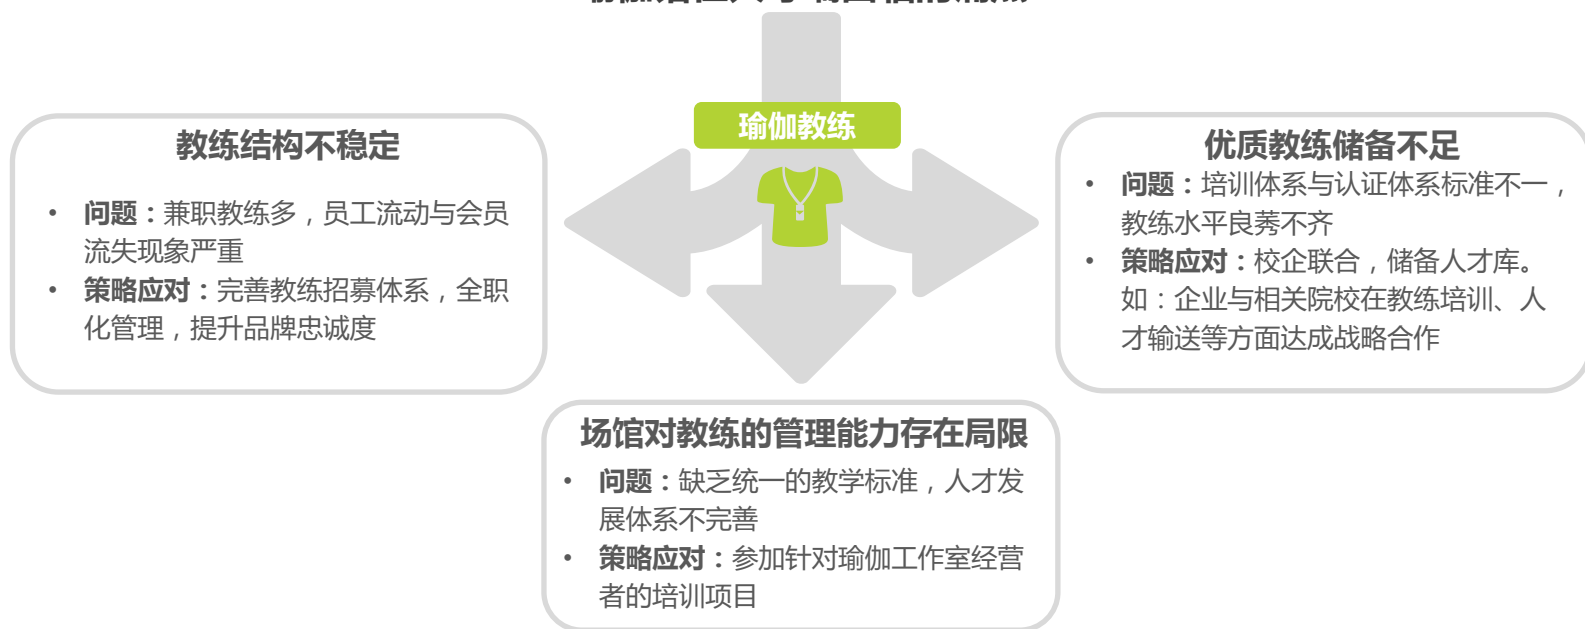 瑜伽教练
教练结构不稳定
• 问题：兼职教练多，员工流动与会员
流失现象严重
• 策略应对：完善教练招募体系，全职
化管理，提升品牌忠诚度
优质教练储备不足
• 问题：培训体系与认证体系标准不一，
教练水平良莠不齐
• 策略应对：校企联合，储备人才库。
如：企业与相关院校在教练培训、人
才输送等方面达成战略合作
场馆对教练的管理能力存在局限
• 问题：缺乏统一的教学标准，人才发
展体系不完善
• 策略应对：参加针对瑜伽工作室经营
者的培训项目